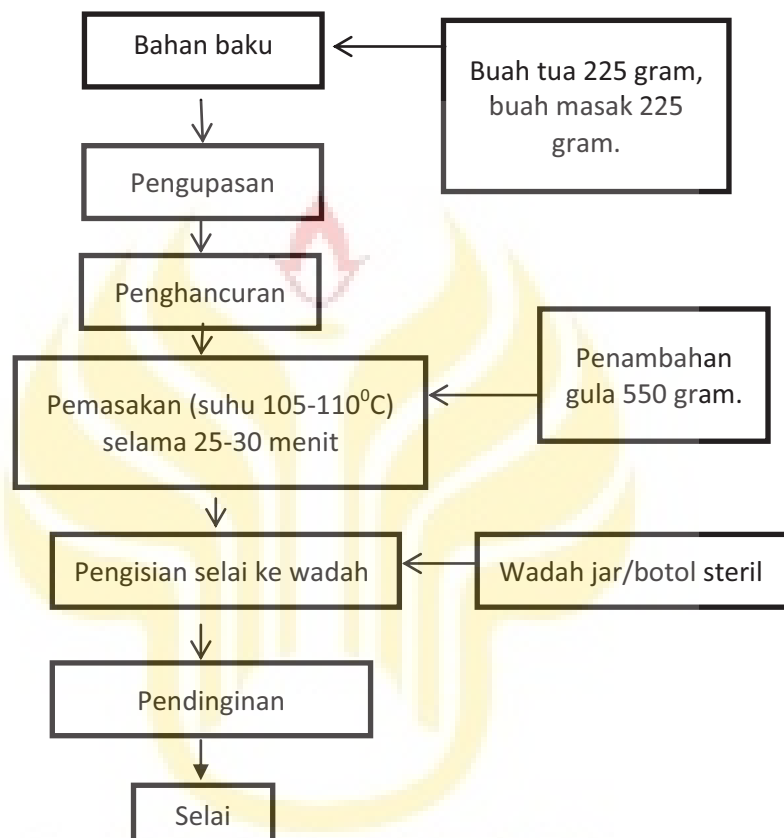 Bahan baku
Buah tua 225 gram,
buah masak 225
gram.
Pengupasan
Penghancuran
Pemasakan (suhu 105-110⁰C)
selama 25-30 menit
Penambahan
gula 550 gram.
Pengisian selai ke wadah
Wadah jar/botol steril
Pendinginan
Selai